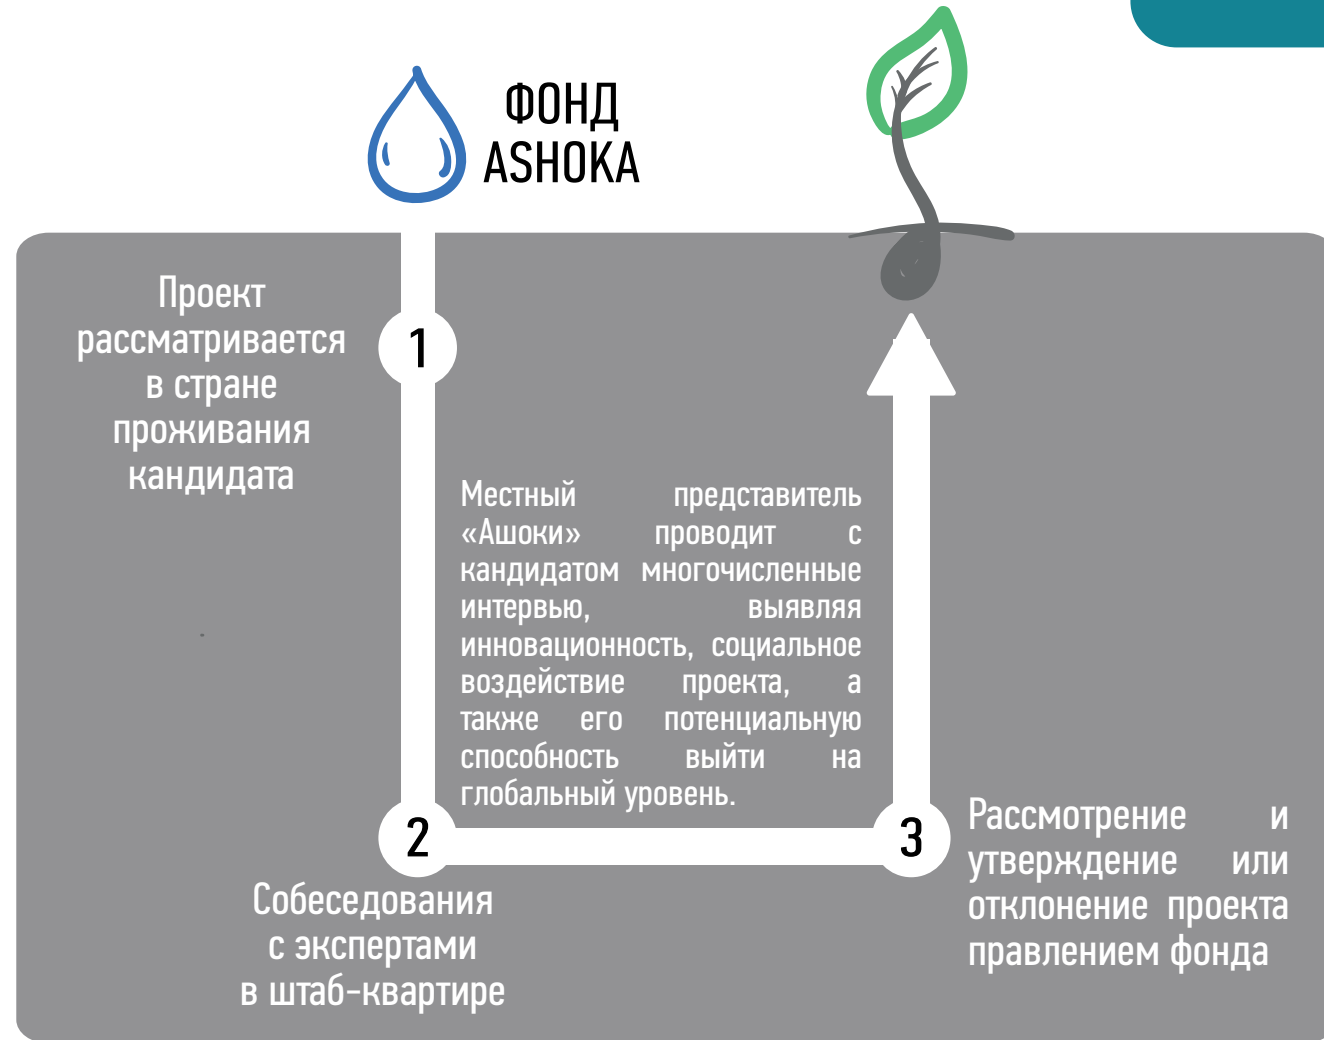 ФОНД
ASHOKA
Проект
рассматривается
в стране
проживания
кандидата
1
Местный представитель
«Ашоки» проводит с
кандидатом многочисленные
интервью, выявляя
инновационность, социальное
воздействие проекта, а
также его потенциальную
способность выйти на
глобальный уровень.
2
Собеседования
с экспертами
в штаб-квартире
3
Рассмотрение и
утверждение или
отклонение проекта
правлением фонда